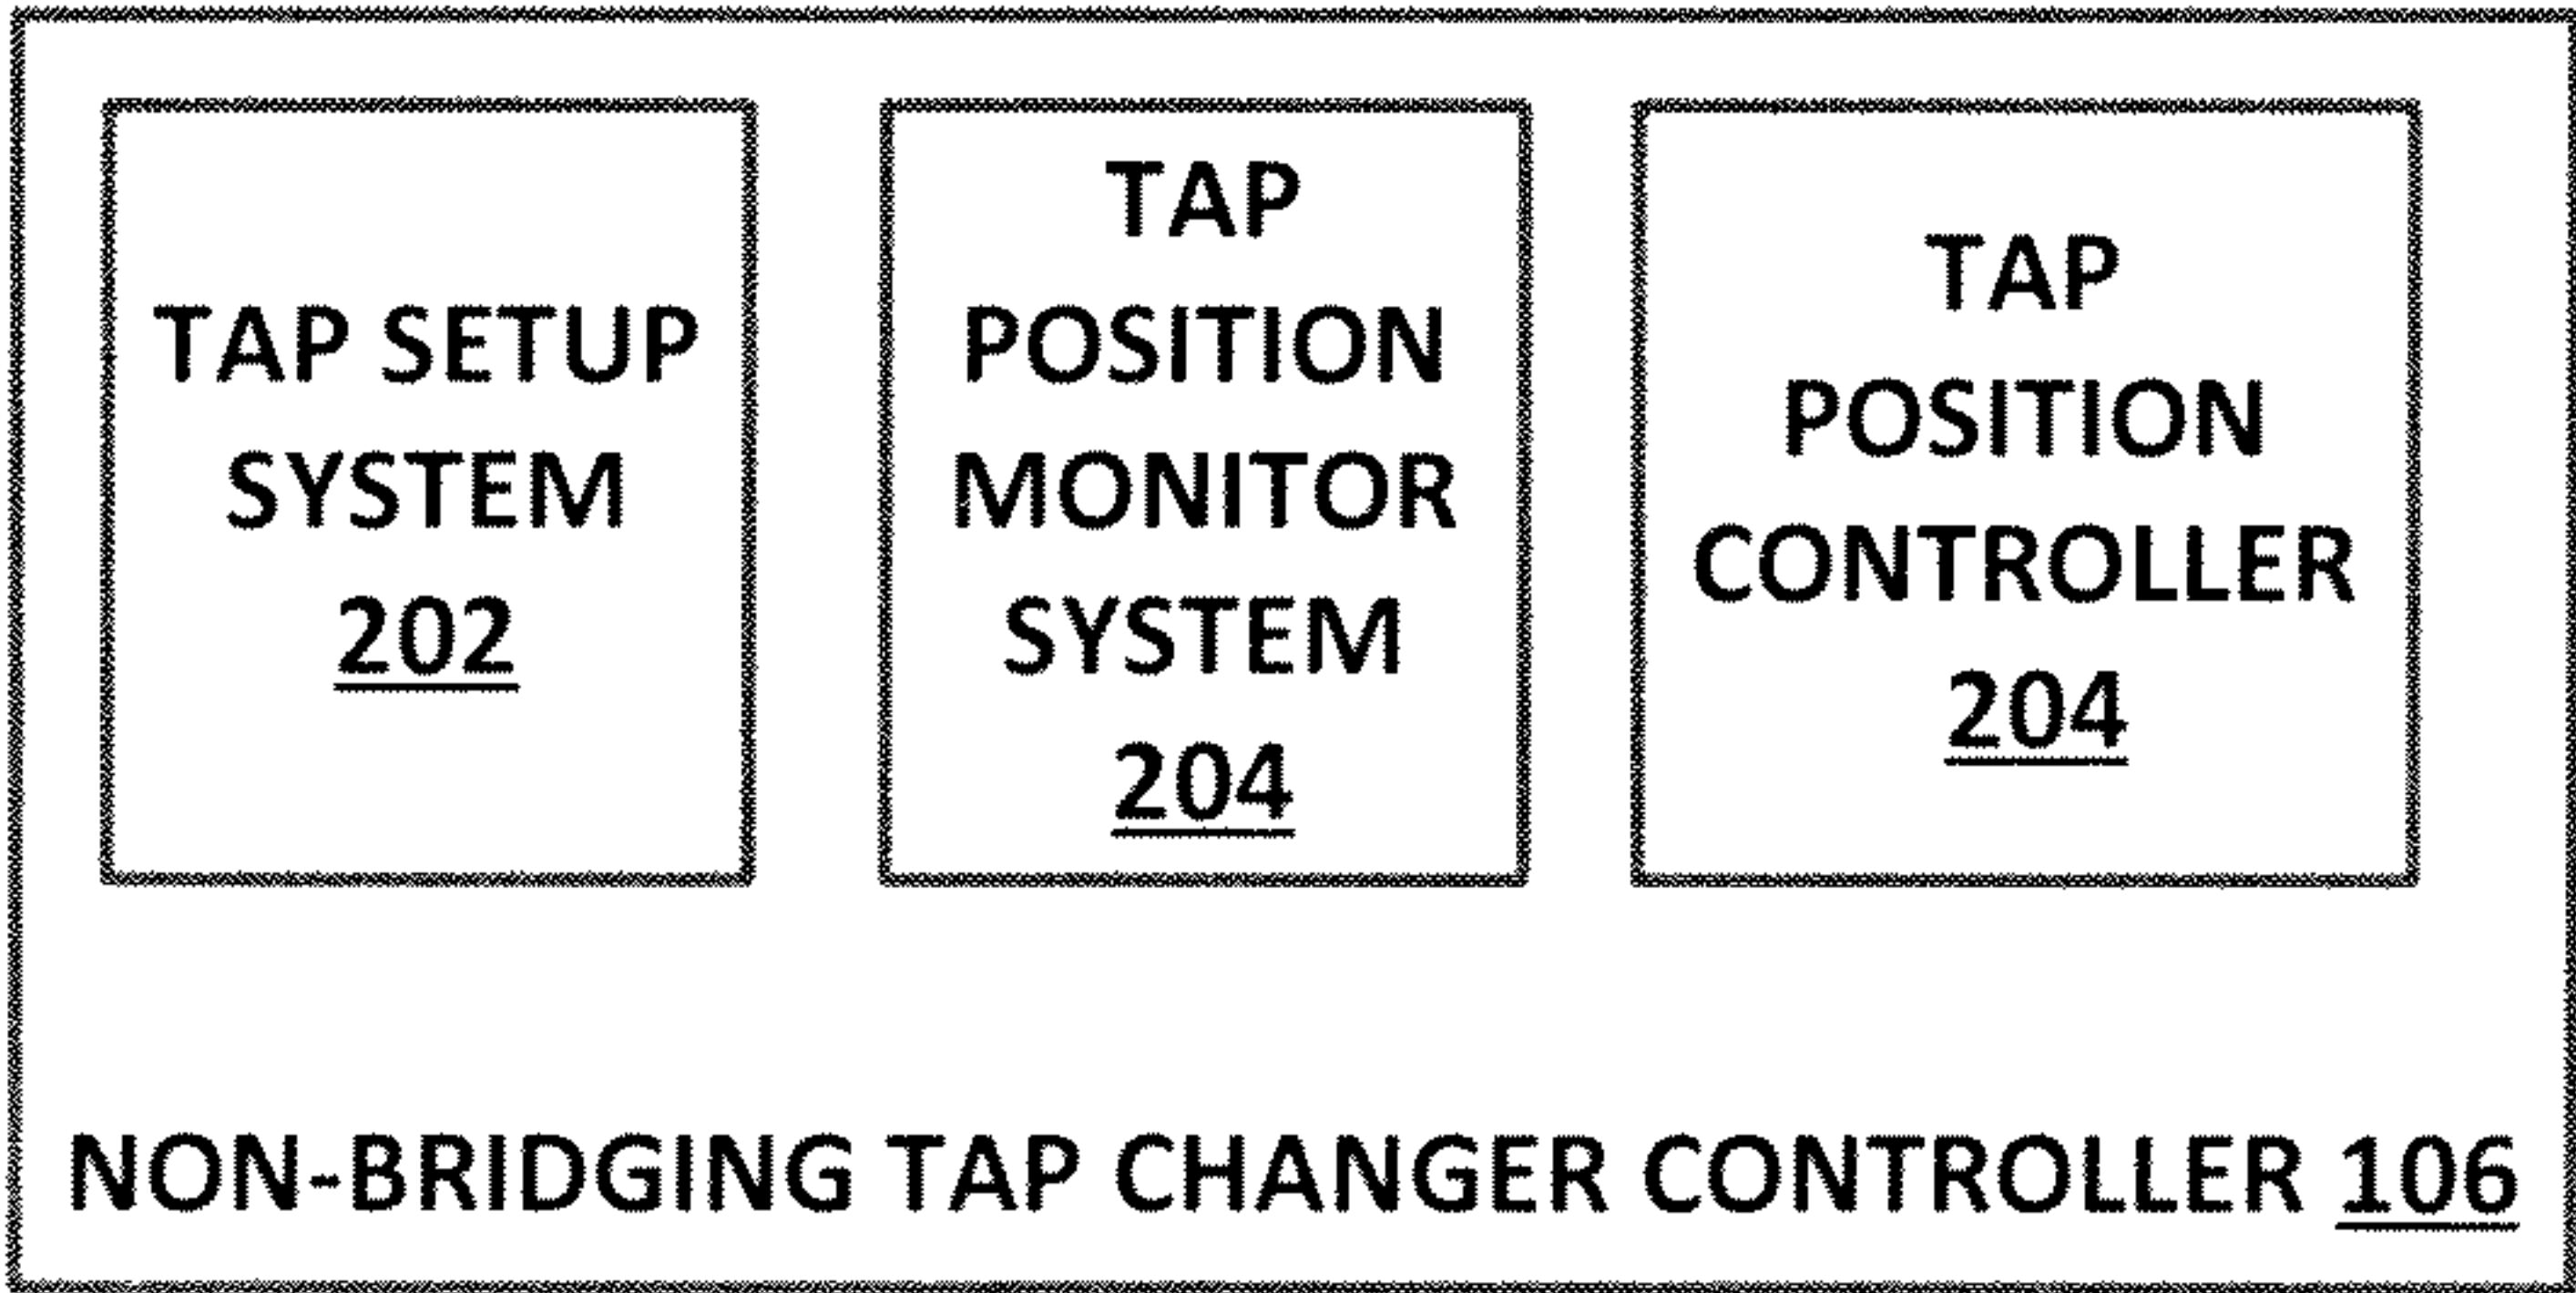 TAP SETUP
SYSTEM
202
TAP
POSITION
MONITOR
SYSTEM
204
TAP
POSITION
CONTROLLER
204
NON-BRIDGING TAP CHANGER CONTROLLER 106